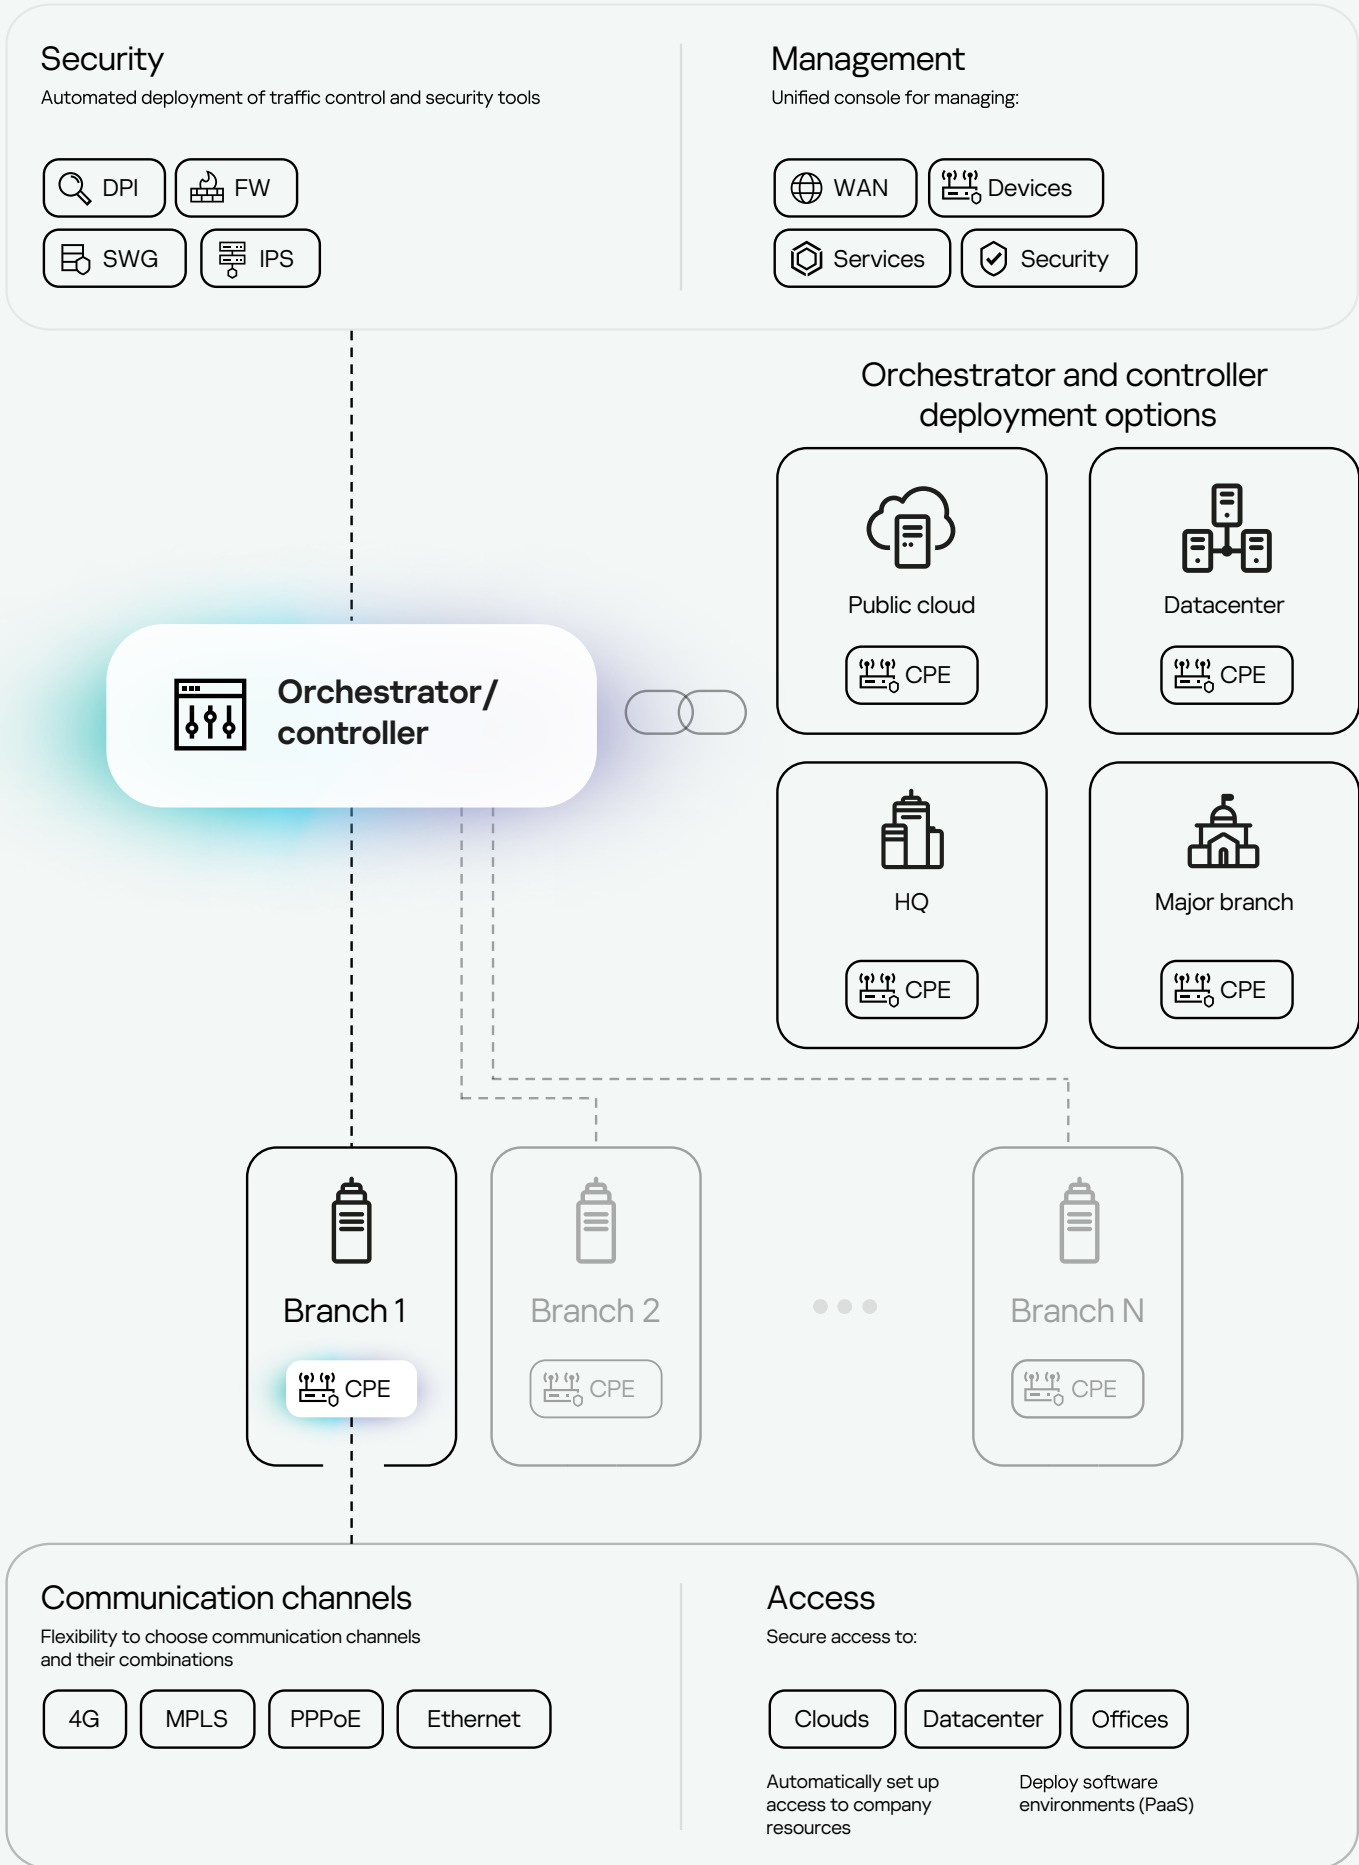 Security
Automated deployment of traffic control and security tools
DPI
FW
SWG
IPS
Management
Unified console for managing:
WAN
Devices
Services
Security
Orchestrator and controller
deployment options
Public cloud
CPE
Datacenter
CPE
HQ
CPE
Major branch
CPE
Orchestrator/
controller
Branch 1
CPE
Branch 2
CPE
Branch N
CPE
Communication channels
Flexibility to choose communication channels
and their combinations
4G
MPLS
PPPoE
Ethernet
Access
Secure access to:
Clouds
Datacenter
Offices
Automatically set up
access to company
resources
Deploy software
environments (PaaS)